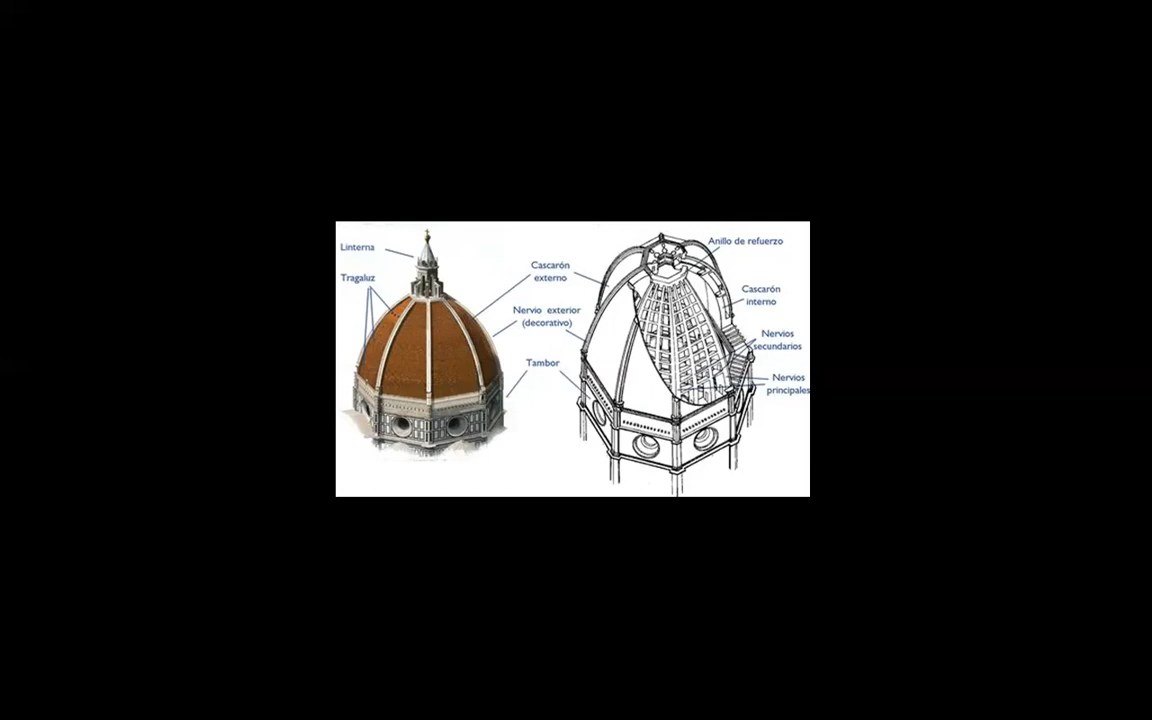 Linterna
Tragaluz
Cascarón
externo
Nervio exterior
(decorativo)
Tambor
Anillo de refuerzo
Cascarón
interno
Nervios
secundarios
Nervios
principales